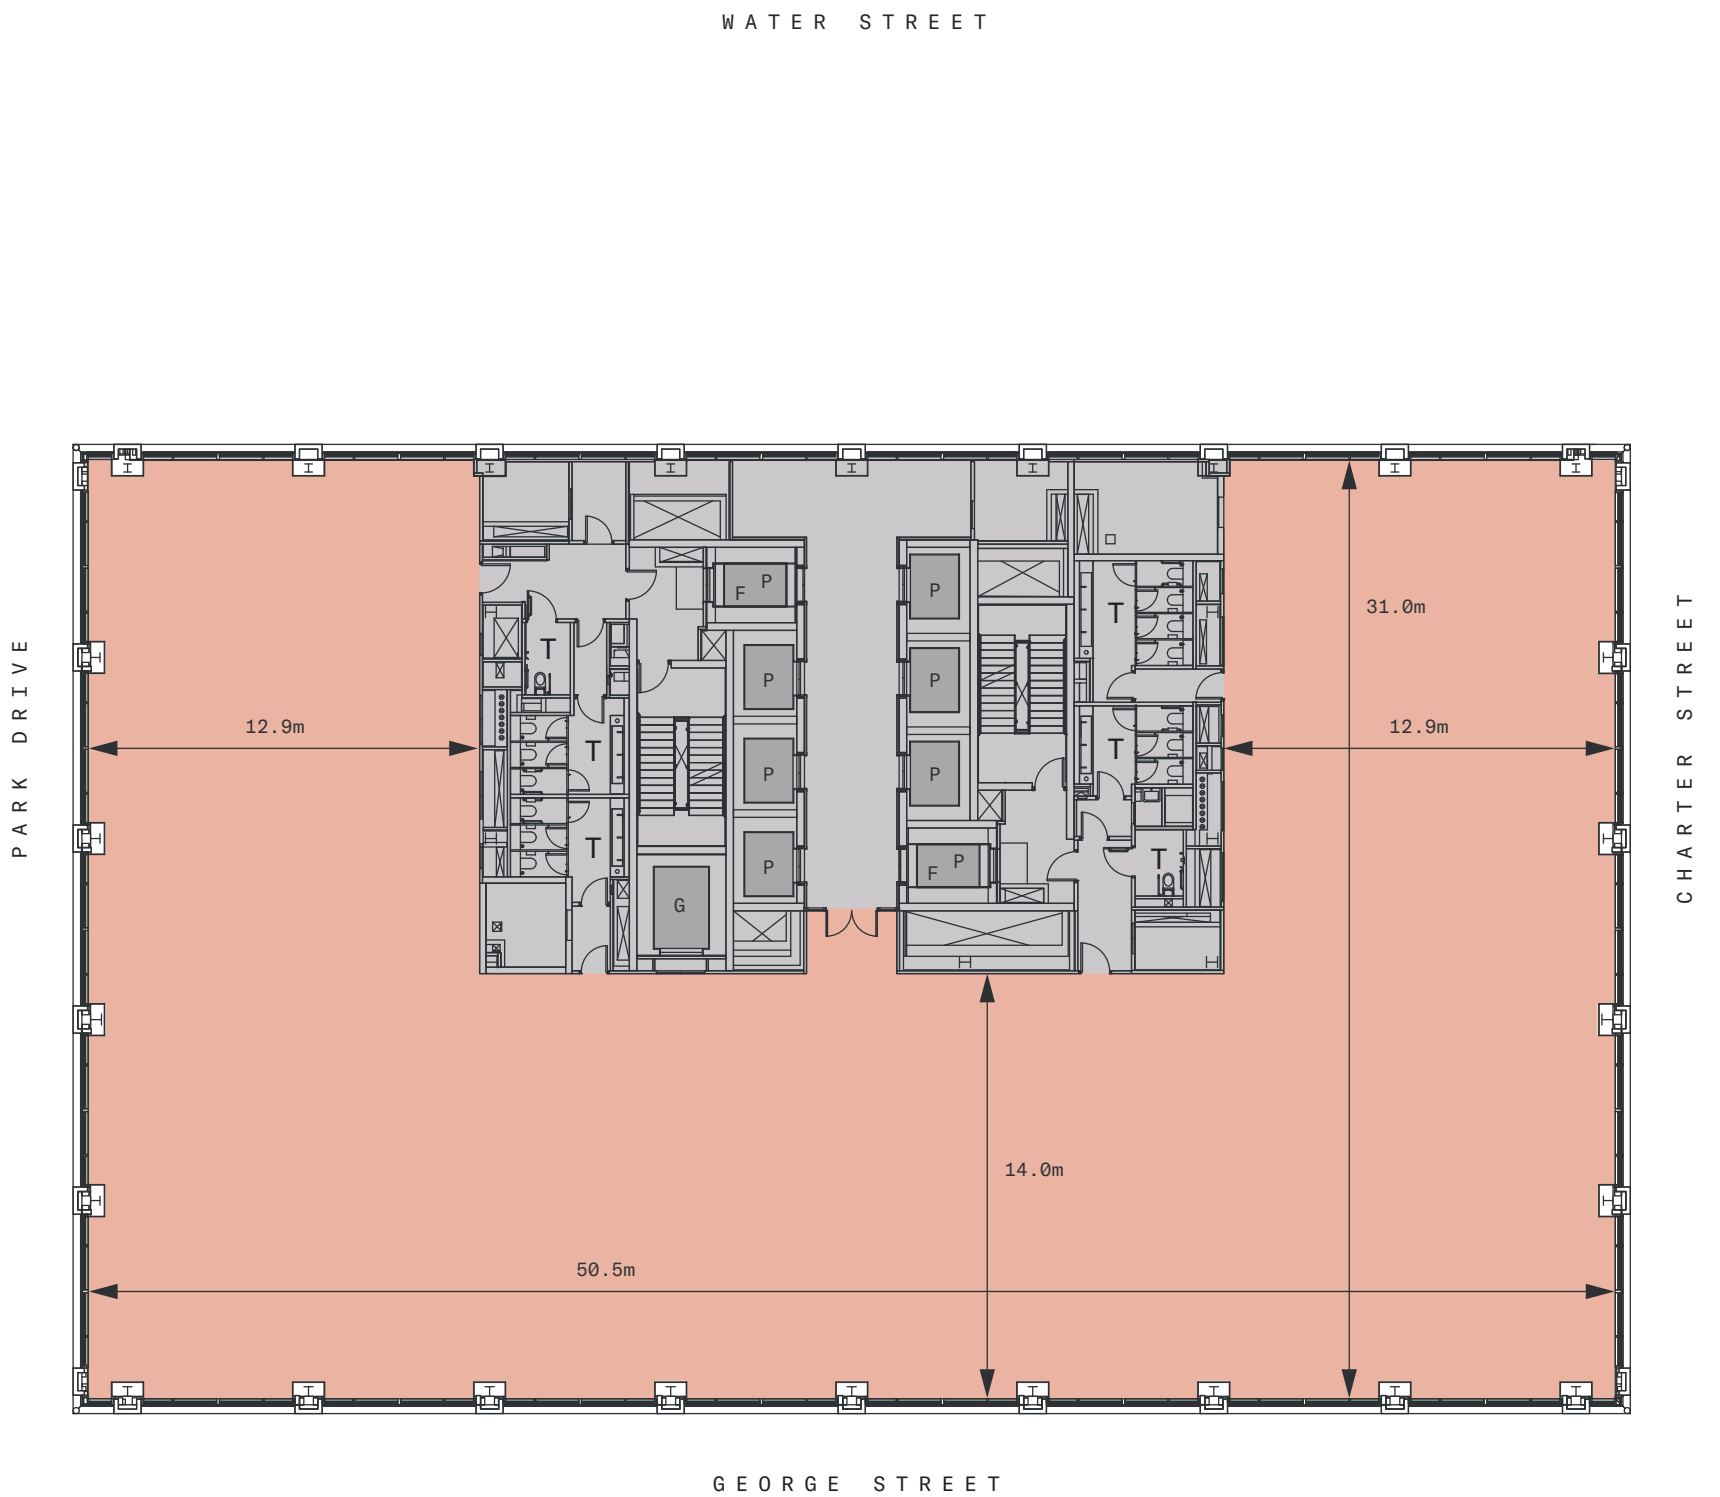 WATER STREET
P
F
P
P
T
T
31.0m
P
P
PARK DRIVE
CHARTER STREET
12.9m
12.9m
T
T
P
P
T
T
P
P
F
G
14.0m
50.5m
GEORGE STREET